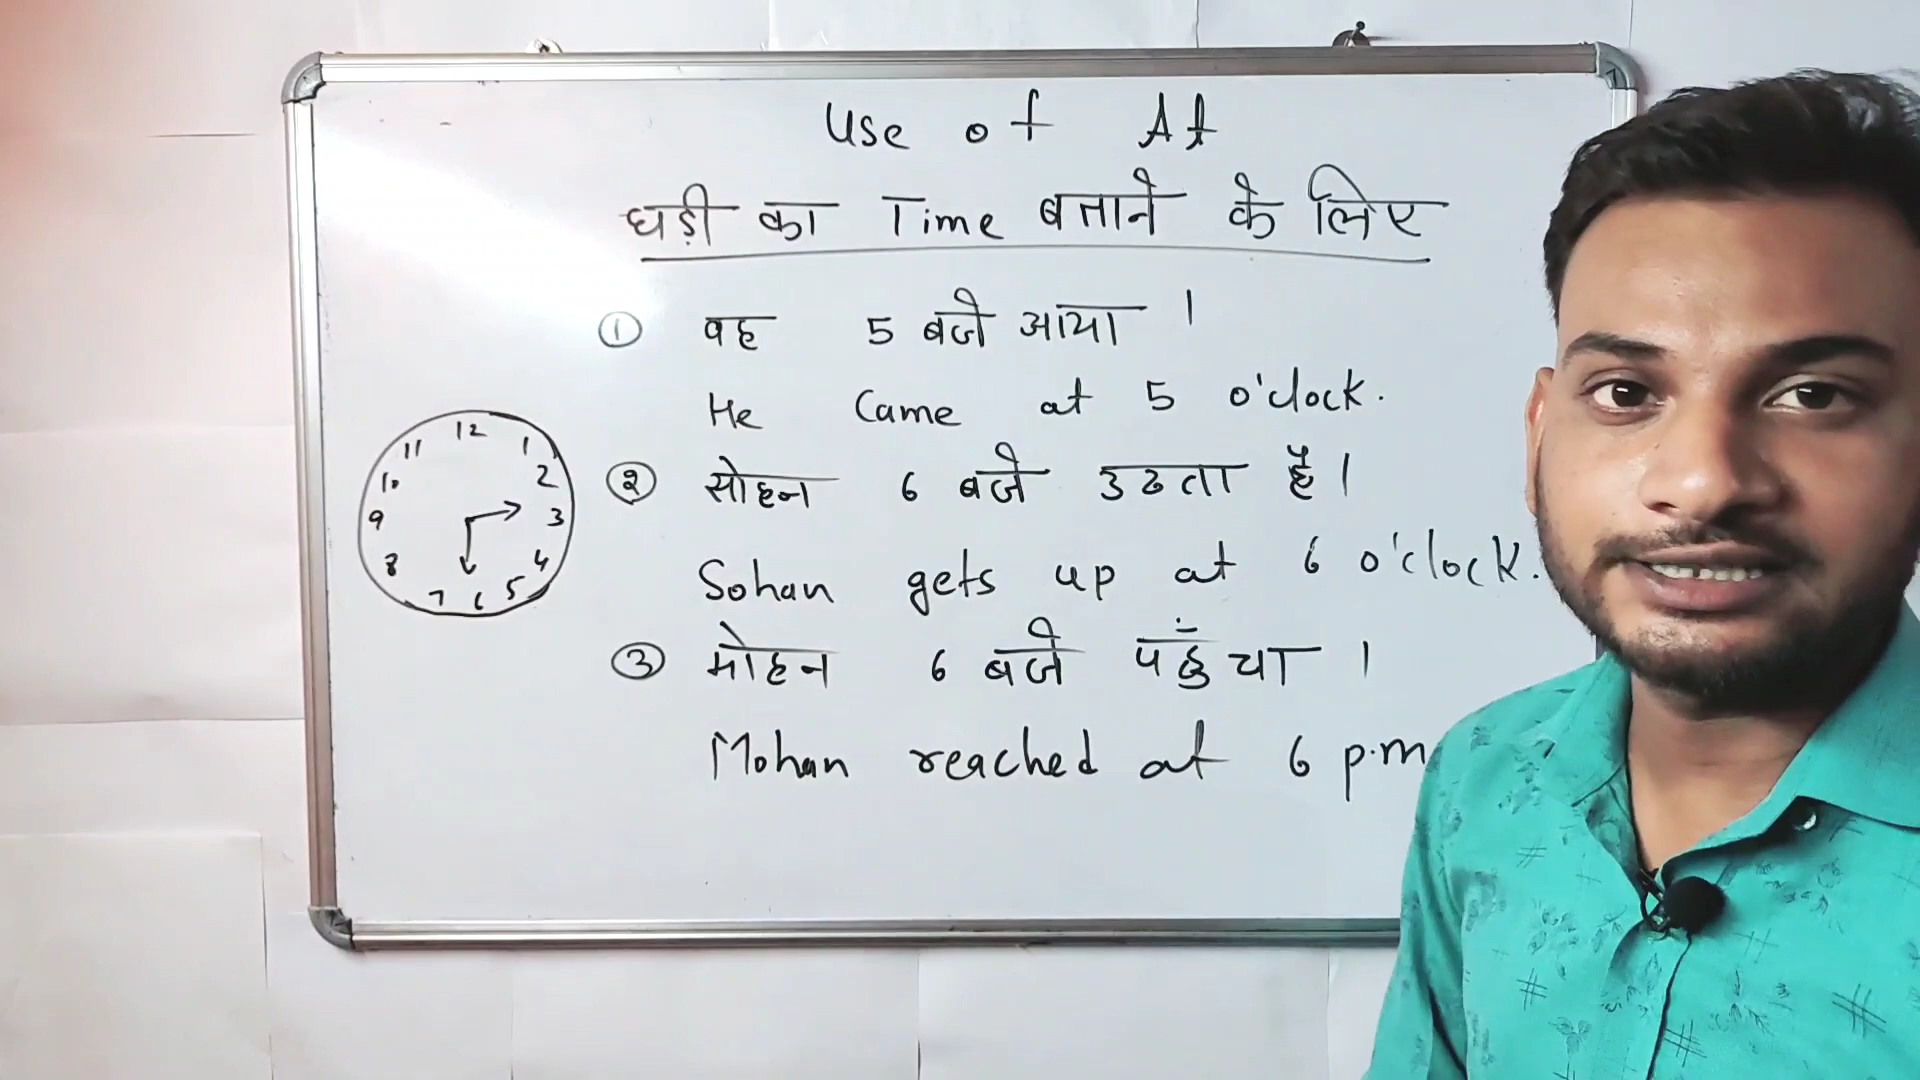 Use of At
घड़ी का Time बताने के लिए
① वह 5 बजे आया ।
He Came at 5 o'clock.
② सोहन 6 बजे उठता है ।
Sohan gets up at 6 o'clock.
③ मोहन 6 बजे पहुँचा ।
Mohan reached at 6 p.m
12
11 1
10 2
9 3
8 4
7 6 5